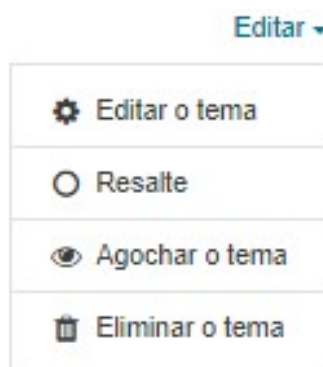 Editar
Editar o tema
Resalte
Agochar o tema
Eliminar o tema